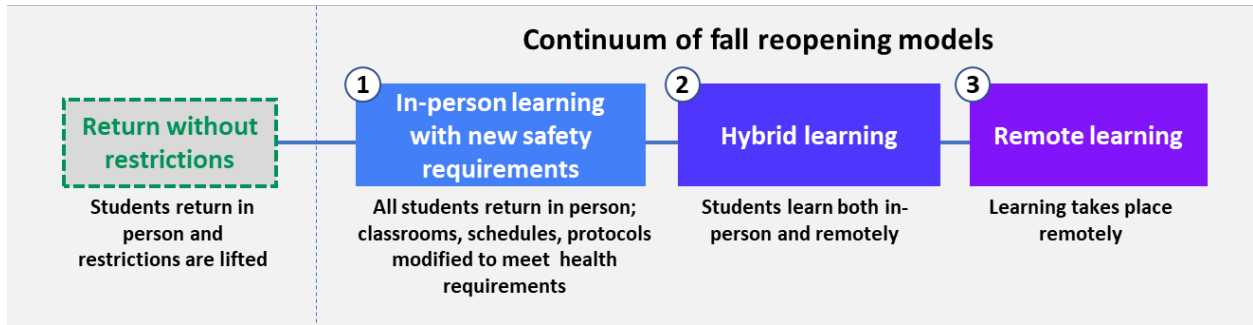 Continuum of fall reopening models
Return without
restrictions
Students return in
person and
restrictions are lifted
1
In-person learning
with new safety
requirements
All students return in person;
classrooms, schedules, protocols
modified to meet health
requirements
2
Hybrid learning
Students learn both in-
person and remotely
3
Remote learning
Learning takes place
remotely